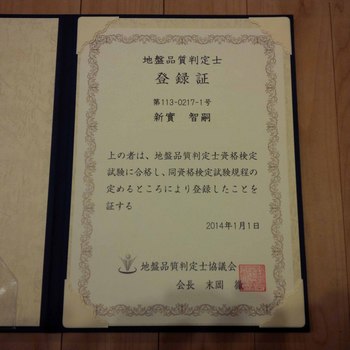 地盤品質判定士
登録証
第113-0217-1号
新實 智嗣
上の者は、地盤品質判定士資格検定
試験に合格し、同資格検定試験規程の
定めるところにより登録したことを
証する
2014年1月1日
地盤品質判定士協議会
会長 末岡 徹